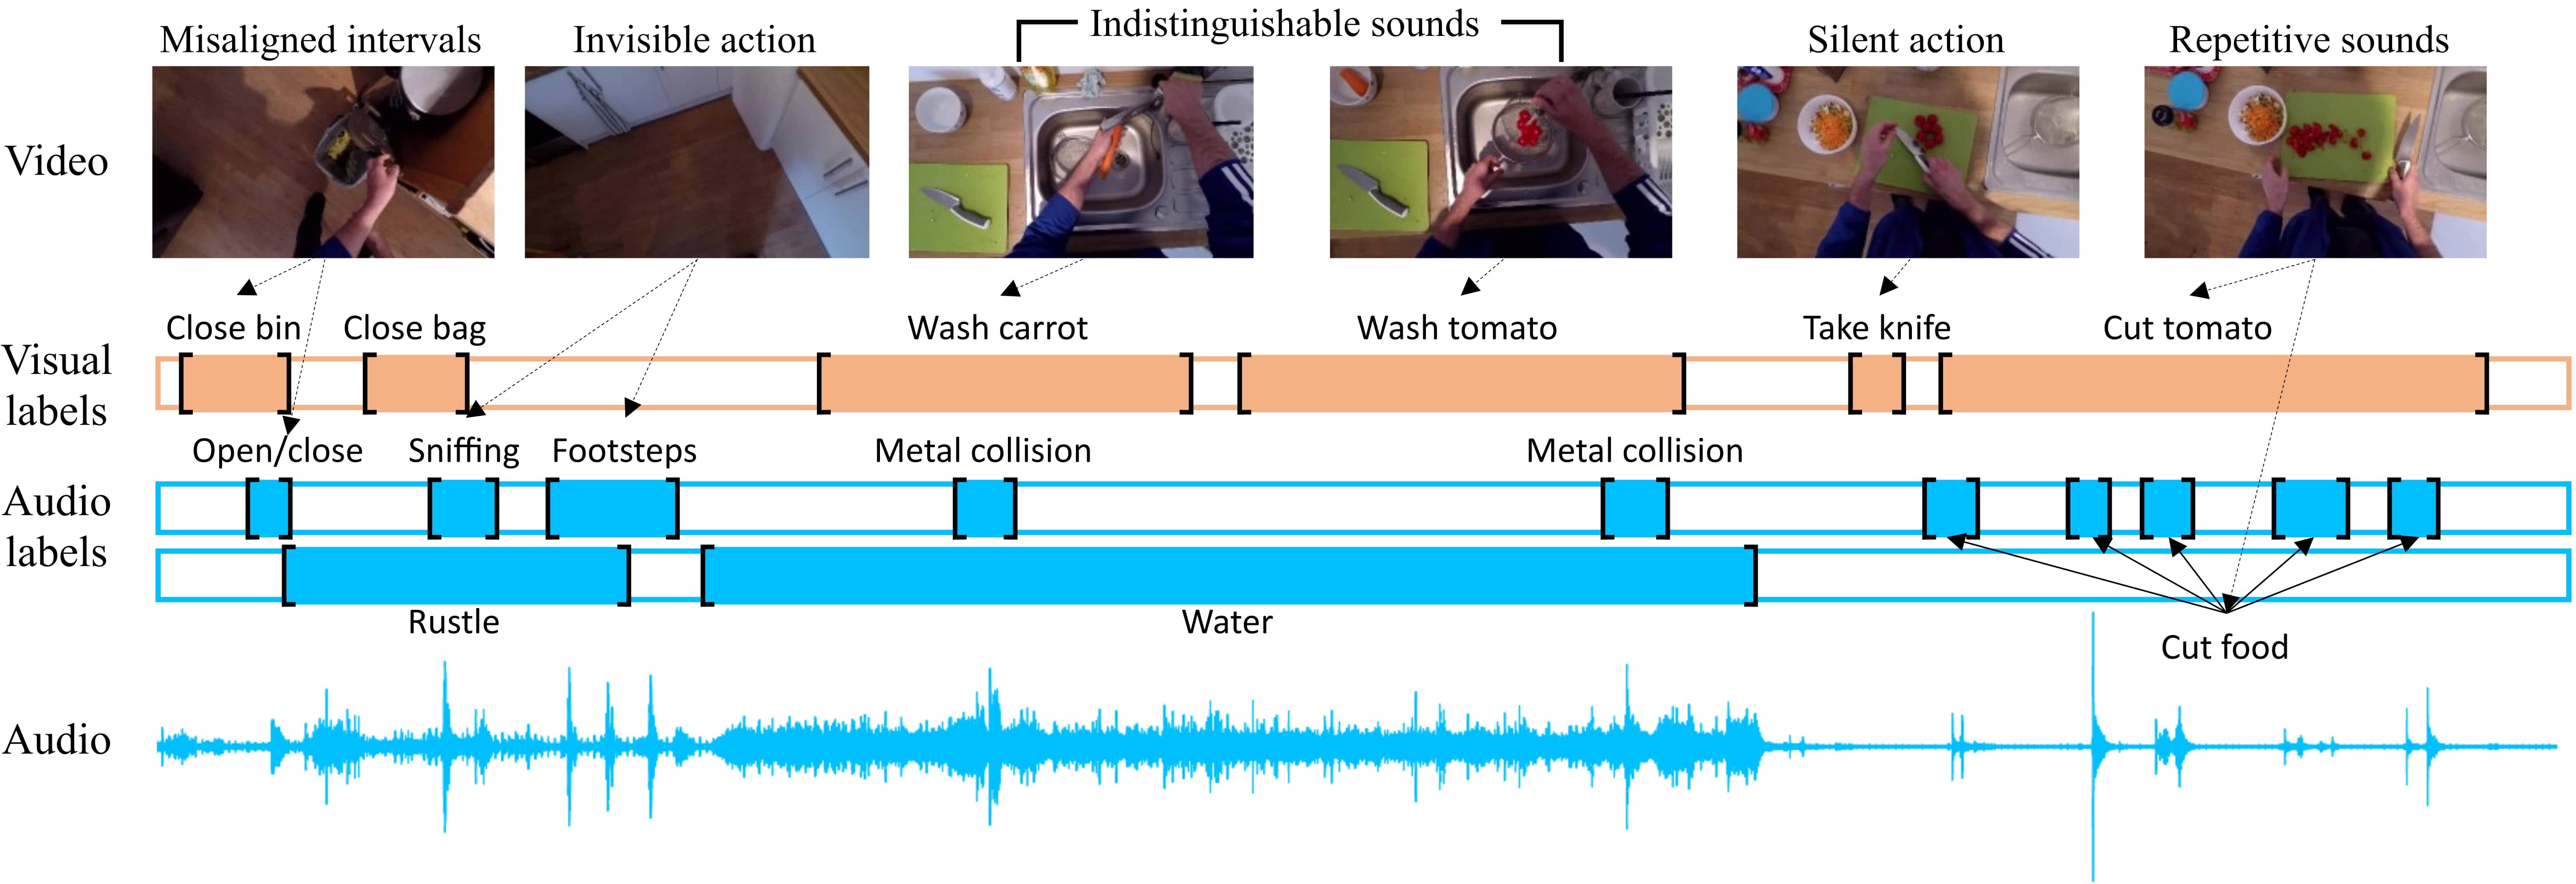 Indistinguishable sounds
Misaligned intervals
Invisible action
Silent action
Repetitive sounds
Video
Close bin
Close bag
Wash carrot
Wash tomato
Take knife
Cut tomato
Visual
labels
Open/close
Sniffing
Footsteps
Metal collision
Metal collision
Audio
labels
Rustle
Water
Cut food
Audio